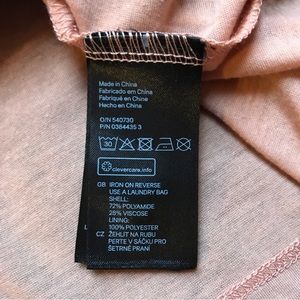 Made in China
Fabricado em China
Fabriqué en China
Hecho en China
O/N 540730
P/N 0384435 3
30
clevercare.info
GB IRON ON REVERSE
USE A LAUNDRY BAG
SHELL:
72% POLYAMIDE
28% VISCOSE
LINING:
100% POLYESTER
CZ ŽEHLIT NA RUBU
PERTE V SÁČKU PRO
ŠETRNÉ PRANÍ